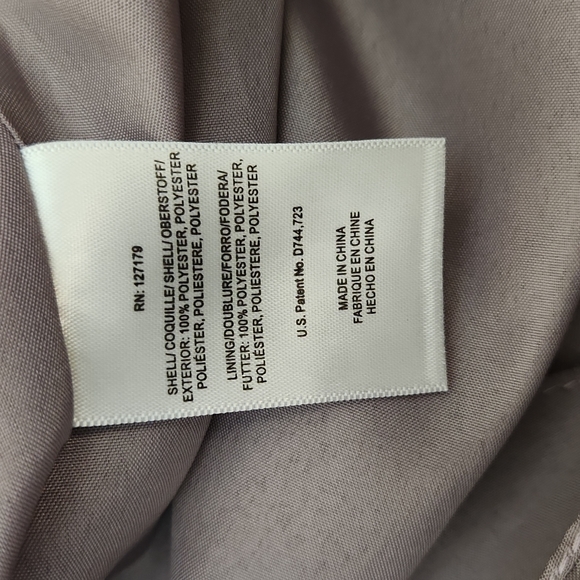 RN: 127179
SHELL/ COQUILLE/ SHELL/ OBERSTOFF/
EXTERIOR: 100% POLYESTER, POLYESTER
POLIÉSTER, POLIESTERE, POLYESTER
LINING/DOUBLURE/FORRO/FODERA/
FUTTER: 100% POLYESTER, POLYESTER,
POLIÉSTER, POLIESTERE, POLYESTER
U.S. Patent No. D744,723
MADE IN CHINA
FABRIQUE EN CHINE
HECHO EN CHINA